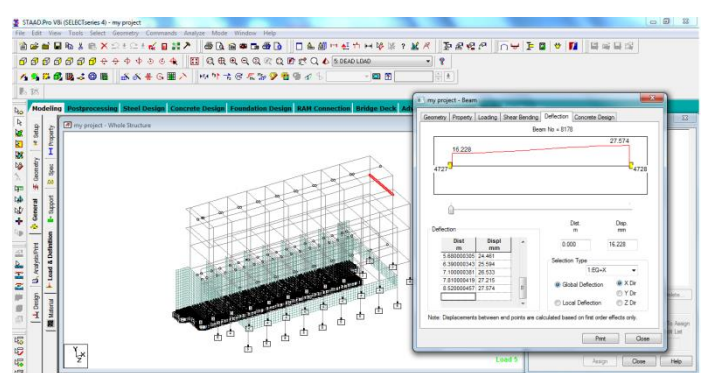 STAAD.Pro V8i (SELECTseries 4) - my project
File Edit View Tools Select Geometry Commands Analyze Mode Window Help
5: DEAD LOAD
Modeling Postprocessing Steel Design Concrete Design Foundation Design RAM Connection Bridge Deck
my project - Whole Structure
Setup
Geometry
General
Analysis/Print
Design
Property
Spec
Support
Load & Definition
Material
Y
X
Z
Load 5
my project - Beam
Geometry Property Loading Shear Bending Deflection Concrete Design
Beam No = 8178
16.228
27.574
4727
4728
Dist.
m
Disp.
mm
0.000
16.228
Deflection
Dist
m
Displ
mm
5.680000305 24.461
6.390000343 25.594
7.100000381 26.533
7.810000419 27.215
8.520000457 27.574
Selection Type
1:EQ+X
Global Deflection
Local Deflection
X Dir
Y Dir
Z Dir
Note: Displacements between end points are calculated based on first order effects only.
Print Close
Assign Close Help